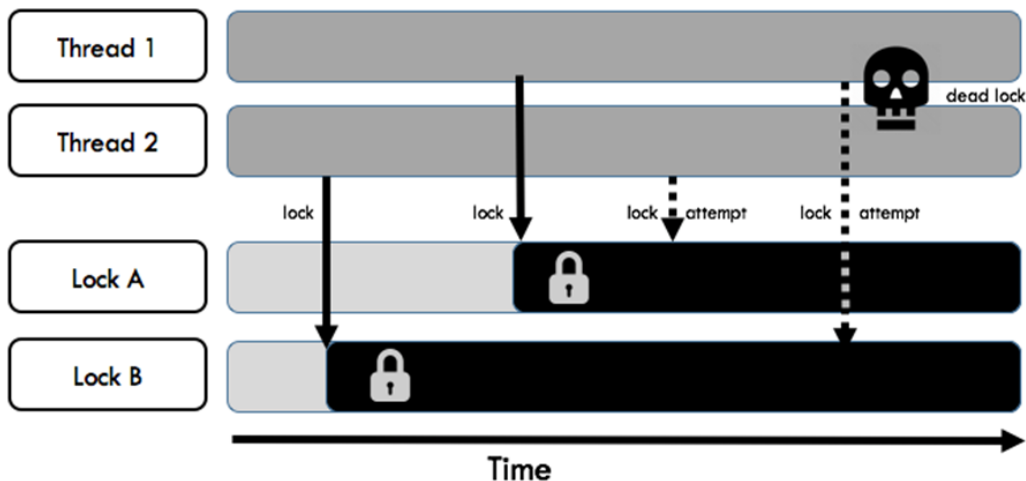 Thread 1
dead lock
Thread 2
lock
lock
lock attempt
lock attempt
Lock A
Lock B
Time